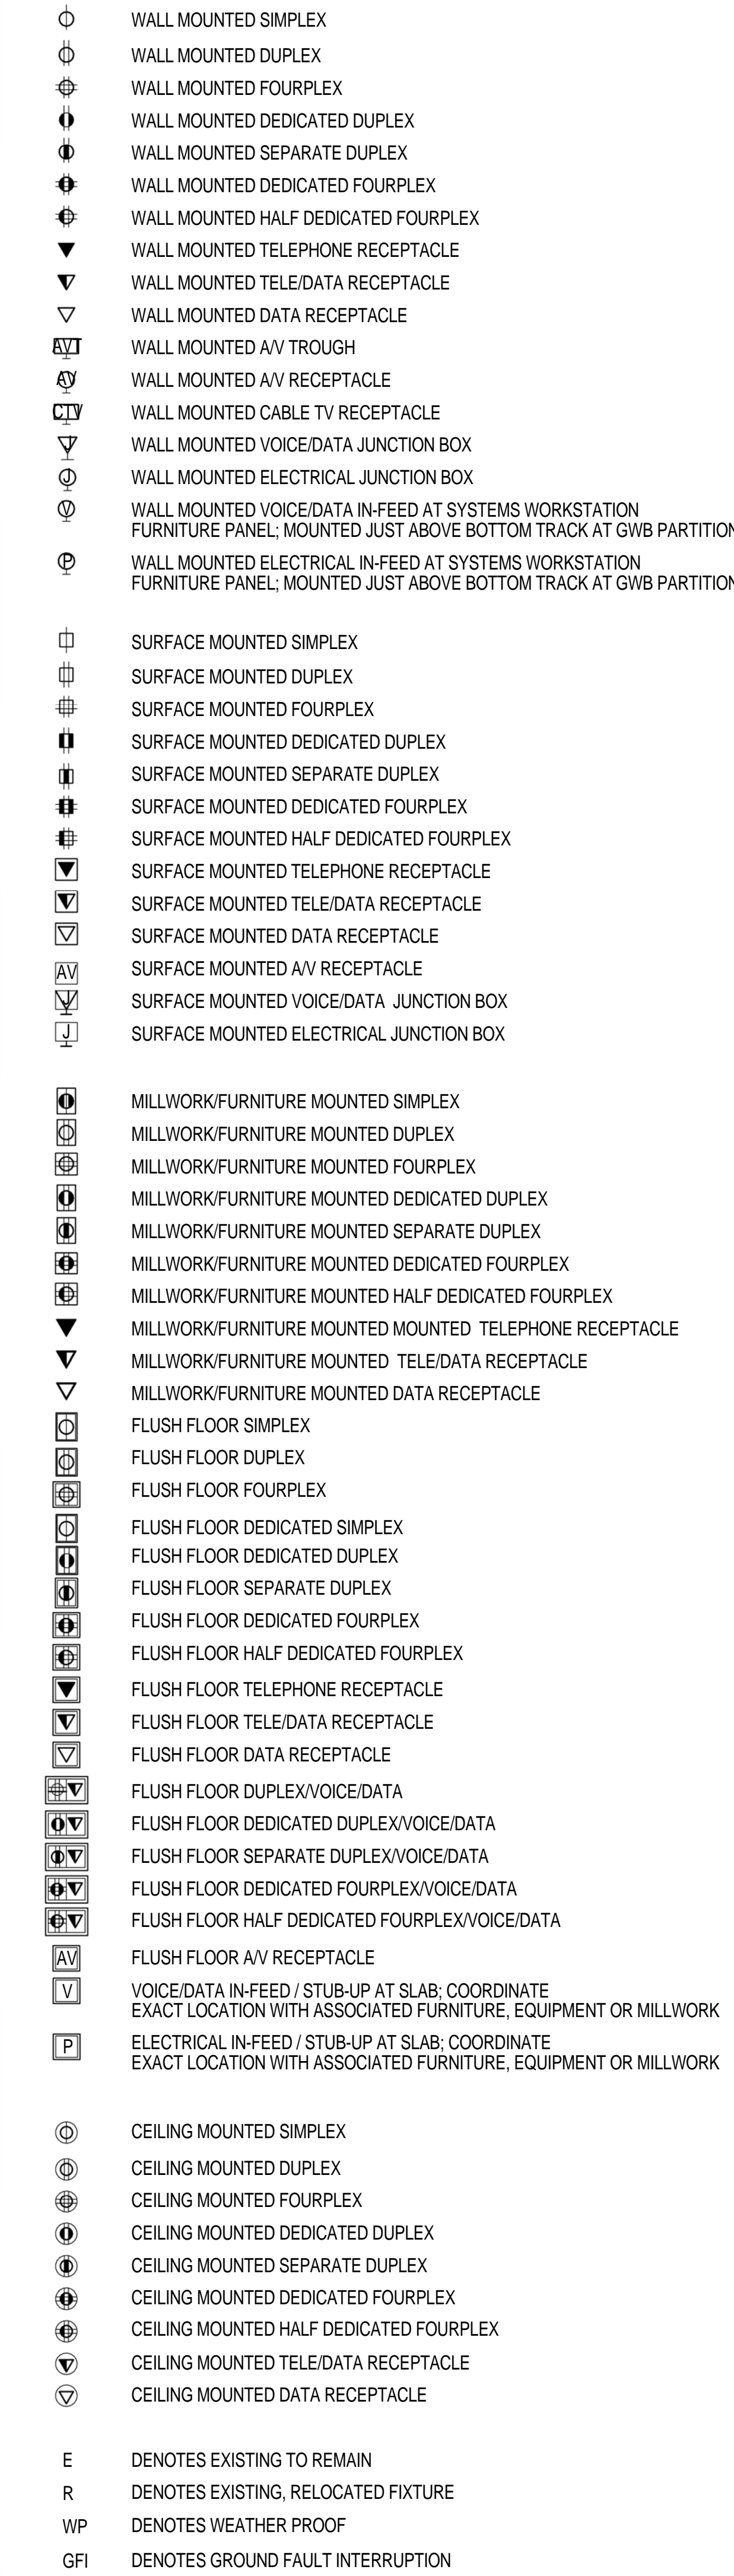 WALL MOUNTED SIMPLEX
WALL MOUNTED DUPLEX
WALL MOUNTED FOURPLEX
WALL MOUNTED DEDICATED DUPLEX
WALL MOUNTED SEPARATE DUPLEX
WALL MOUNTED DEDICATED FOURPLEX
WALL MOUNTED HALF DEDICATED FOURPLEX
WALL MOUNTED TELEPHONE RECEPTACLE
WALL MOUNTED TELE/DATA RECEPTACLE
WALL MOUNTED DATA RECEPTACLE
AVT WALL MOUNTED A/V TROUGH
AV WALL MOUNTED A/V RECEPTACLE
CTV WALL MOUNTED CABLE TV RECEPTACLE
J WALL MOUNTED VOICE/DATA JUNCTION BOX
J WALL MOUNTED ELECTRICAL JUNCTION BOX
V WALL MOUNTED VOICE/DATA IN-FEED AT SYSTEMS WORKSTATION
FURNITURE PANEL; MOUNTED JUST ABOVE BOTTOM TRACK AT GWB PARTITION
P WALL MOUNTED ELECTRICAL IN-FEED AT SYSTEMS WORKSTATION
FURNITURE PANEL; MOUNTED JUST ABOVE BOTTOM TRACK AT GWB PARTITION
SURFACE MOUNTED SIMPLEX
SURFACE MOUNTED DUPLEX
SURFACE MOUNTED FOURPLEX
SURFACE MOUNTED DEDICATED DUPLEX
SURFACE MOUNTED SEPARATE DUPLEX
SURFACE MOUNTED DEDICATED FOURPLEX
SURFACE MOUNTED HALF DEDICATED FOURPLEX
SURFACE MOUNTED TELEPHONE RECEPTACLE
SURFACE MOUNTED TELE/DATA RECEPTACLE
SURFACE MOUNTED DATA RECEPTACLE
AV SURFACE MOUNTED A/V RECEPTACLE
J SURFACE MOUNTED VOICE/DATA JUNCTION BOX
J SURFACE MOUNTED ELECTRICAL JUNCTION BOX
MILLWORK/FURNITURE MOUNTED SIMPLEX
MILLWORK/FURNITURE MOUNTED DUPLEX
MILLWORK/FURNITURE MOUNTED FOURPLEX
MILLWORK/FURNITURE MOUNTED DEDICATED DUPLEX
MILLWORK/FURNITURE MOUNTED SEPARATE DUPLEX
MILLWORK/FURNITURE MOUNTED DEDICATED FOURPLEX
MILLWORK/FURNITURE MOUNTED HALF DEDICATED FOURPLEX
MILLWORK/FURNITURE MOUNTED MOUNTED TELEPHONE RECEPTACLE
MILLWORK/FURNITURE MOUNTED TELE/DATA RECEPTACLE
MILLWORK/FURNITURE MOUNTED DATA RECEPTACLE
FLUSH FLOOR SIMPLEX
FLUSH FLOOR DUPLEX
FLUSH FLOOR FOURPLEX
FLUSH FLOOR DEDICATED SIMPLEX
FLUSH FLOOR DEDICATED DUPLEX
FLUSH FLOOR SEPARATE DUPLEX
FLUSH FLOOR DEDICATED FOURPLEX
FLUSH FLOOR HALF DEDICATED FOURPLEX
FLUSH FLOOR TELEPHONE RECEPTACLE
FLUSH FLOOR TELE/DATA RECEPTACLE
FLUSH FLOOR DATA RECEPTACLE
FLUSH FLOOR DUPLEX/VOICE/DATA
FLUSH FLOOR DEDICATED DUPLEX/VOICE/DATA
FLUSH FLOOR SEPARATE DUPLEX/VOICE/DATA
FLUSH FLOOR DEDICATED FOURPLEX/VOICE/DATA
FLUSH FLOOR HALF DEDICATED FOURPLEX/VOICE/DATA
AV FLUSH FLOOR A/V RECEPTACLE
V VOICE/DATA IN-FEED / STUB-UP AT SLAB; COORDINATE
EXACT LOCATION WITH ASSOCIATED FURNITURE, EQUIPMENT OR MILLWORK
P ELECTRICAL IN-FEED / STUB-UP AT SLAB; COORDINATE
EXACT LOCATION WITH ASSOCIATED FURNITURE, EQUIPMENT OR MILLWORK
CEILING MOUNTED SIMPLEX
CEILING MOUNTED DUPLEX
CEILING MOUNTED FOURPLEX
CEILING MOUNTED DEDICATED DUPLEX
CEILING MOUNTED SEPARATE DUPLEX
CEILING MOUNTED DEDICATED FOURPLEX
CEILING MOUNTED HALF DEDICATED FOURPLEX
CEILING MOUNTED TELE/DATA RECEPTACLE
CEILING MOUNTED DATA RECEPTACLE
E DENOTES EXISTING TO REMAIN
R DENOTES EXISTING, RELOCATED FIXTURE
WP DENOTES WEATHER PROOF
GFI DENOTES GROUND FAULT INTERRUPTION